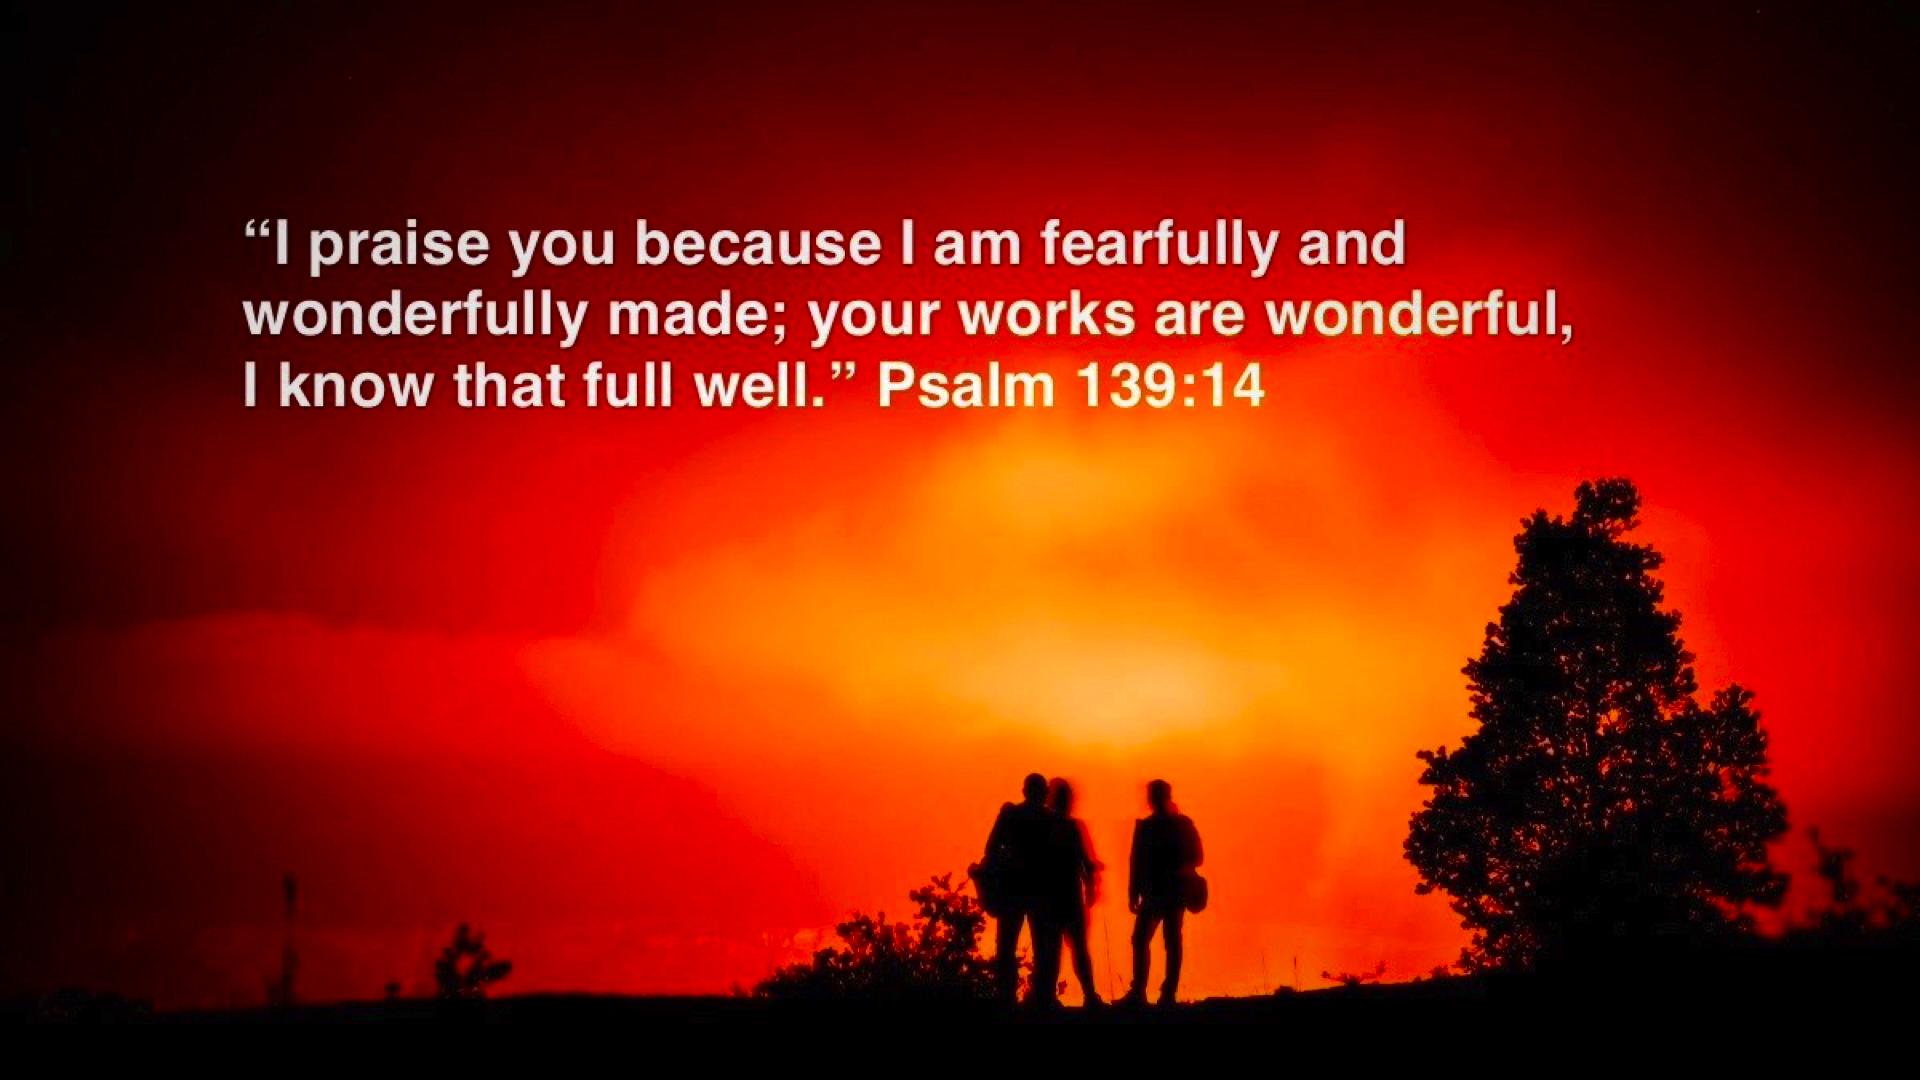 “I praise you because I am fearfully and
wonderfully made; your works are wonderful,
I know that full well.” Psalm 139:14